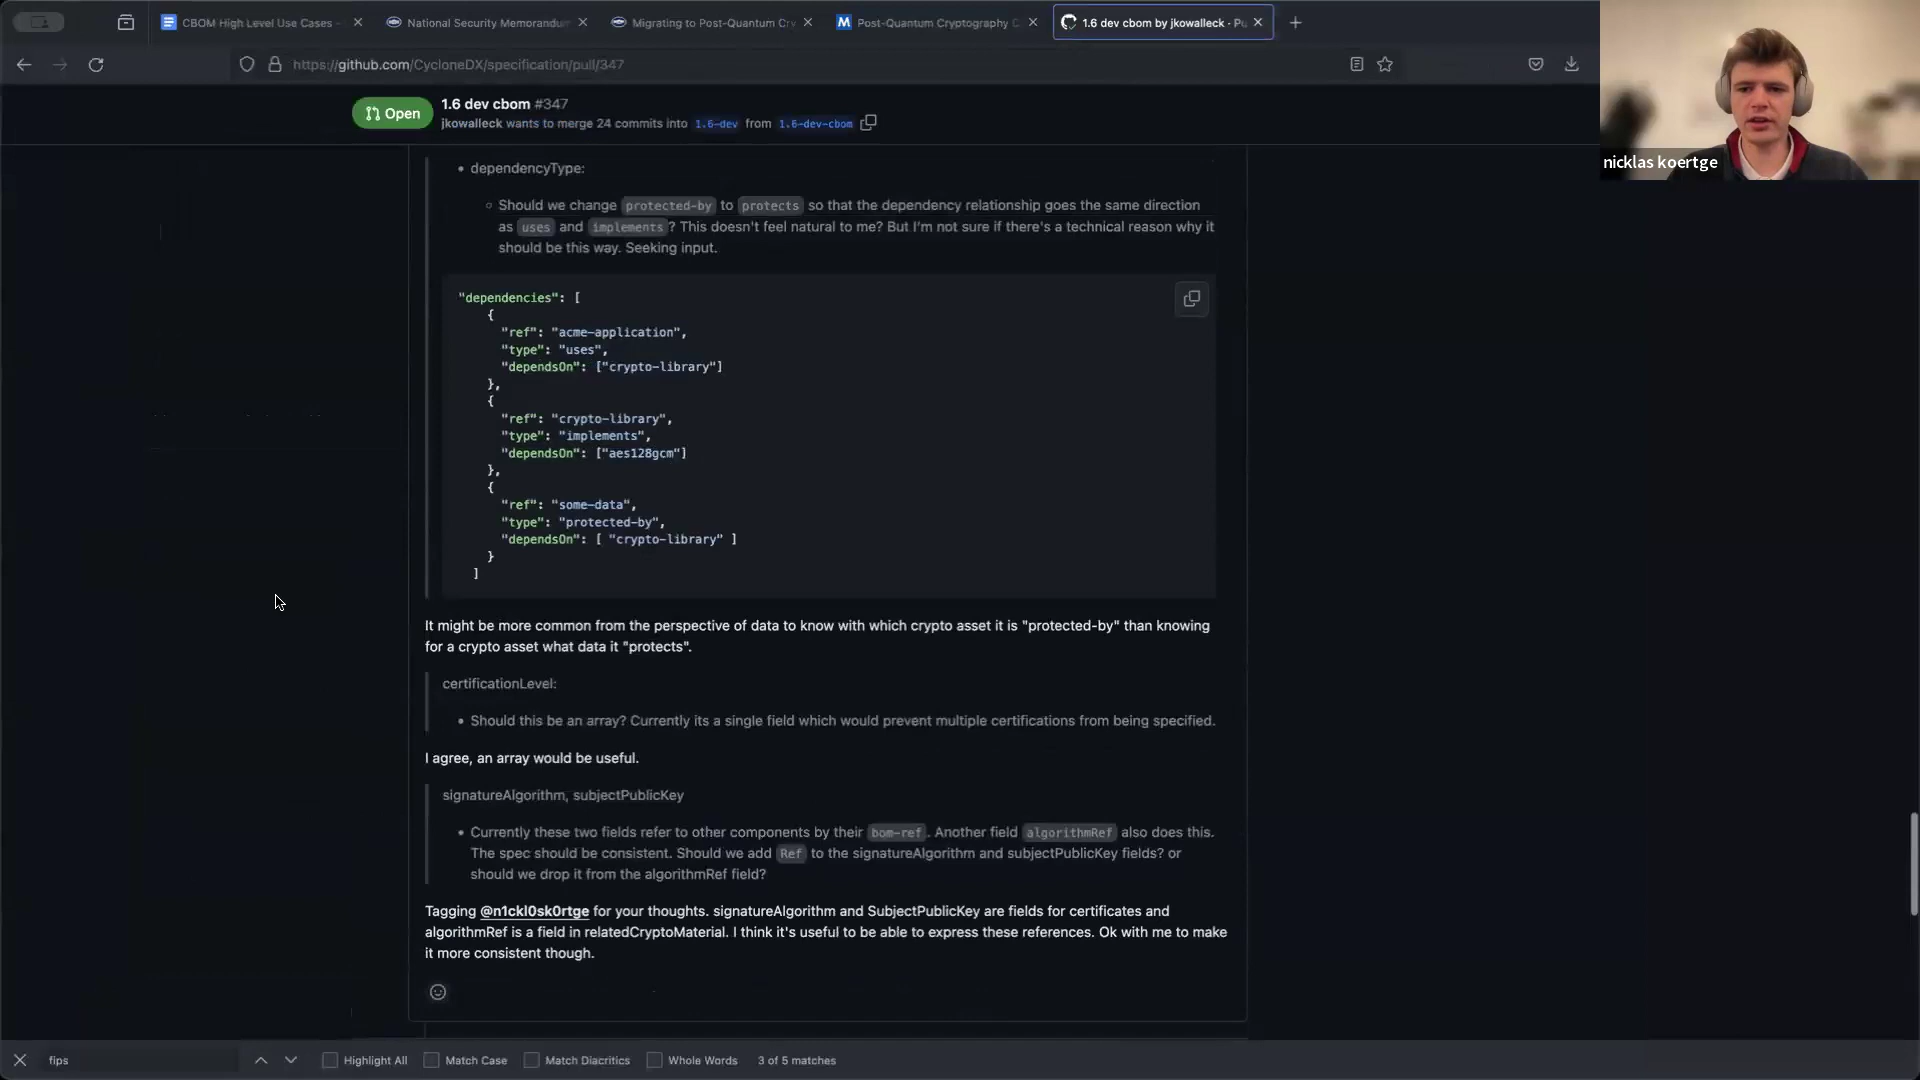 CBOM High Level Use Cases -
National Security Memorandum
Migrating to Post-Quantum Cry
Post-Quantum Cryptography C
1.6 dev cbom by jkowalleck · Pu
https://github.com/CycloneDX/specification/pull/347
Open
1.6 dev cbom #347
jkowalleck wants to merge 24 commits into 1.6-dev from 1.6-dev-cbom
nicklas koertge
• dependencyType:
◦ Should we change protected-by to protects so that the dependency relationship goes the same direction
as uses and implements? This doesn't feel natural to me? But I'm not sure if there's a technical reason why it
should be this way. Seeking input.
"dependencies": [
{
"ref": "acme-application",
"type": "uses",
"dependsOn": ["crypto-library"]
},
{
"ref": "crypto-library",
"type": "implements",
"dependsOn": ["aes128gcm"]
},
{
"ref": "some-data",
"type": "protected-by",
"dependsOn": [ "crypto-library" ]
}
]
It might be more common from the perspective of data to know with which crypto asset it is "protected-by" than knowing
for a crypto asset what data it "protects".
certificationLevel:
• Should this be an array? Currently its a single field which would prevent multiple certifications from being specified.
I agree, an array would be useful.
signatureAlgorithm, subjectPublicKey
• Currently these two fields refer to other components by their bom-ref. Another field algorithmRef also does this.
The spec should be consistent. Should we add Ref to the signatureAlgorithm and subjectPublicKey fields? or
should we drop it from the algorithmRef field?
Tagging @n1ckl0sk0rtge for your thoughts. signatureAlgorithm and SubjectPublicKey are fields for certificates and
algorithmRef is a field in relatedCryptoMaterial. I think it's useful to be able to express these references. Ok with me to make
it more consistent though.
fips
Highlight All
Match Case
Match Diacritics
Whole Words
3 of 5 matches